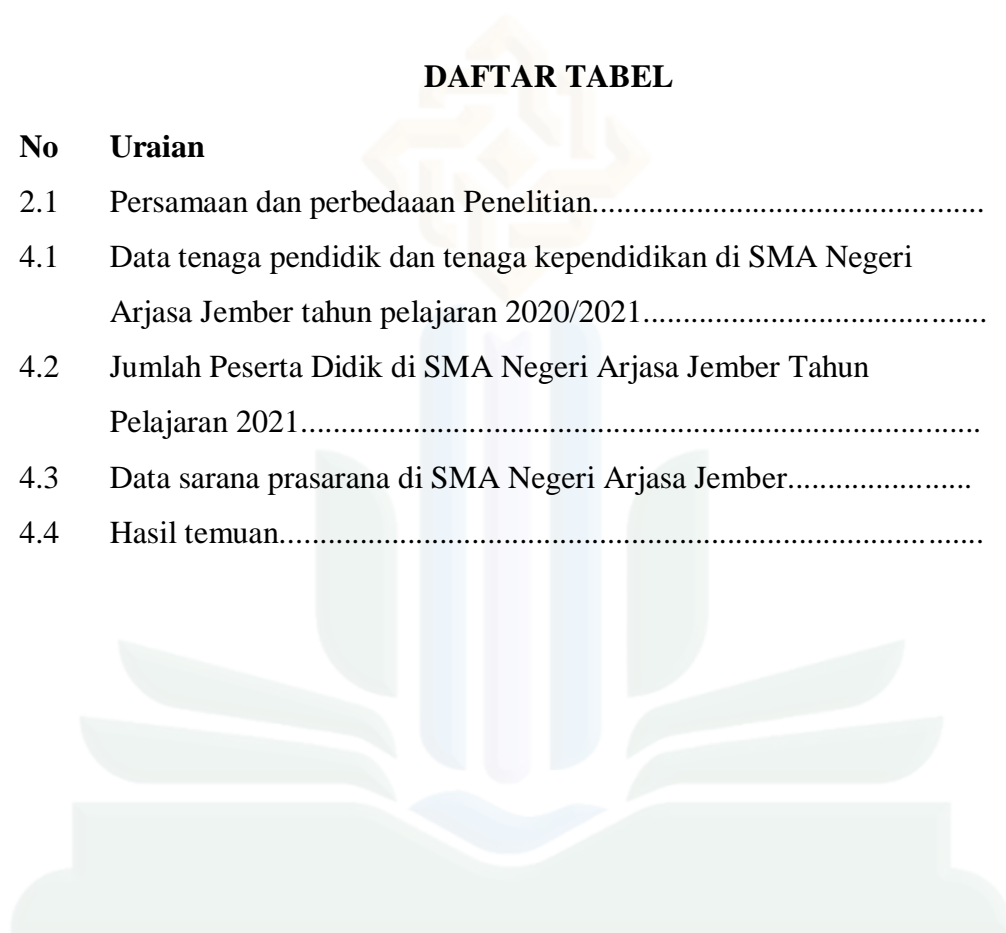 DAFTAR TABEL
No Uraian
2.1 Persamaan dan perbedaaan Penelitian................................................
4.1 Data tenaga pendidik dan tenaga kependidikan di SMA Negeri
Arjasa Jember tahun pelajaran 2020/2021..........................................
4.2 Jumlah Peserta Didik di SMA Negeri Arjasa Jember Tahun
Pelajaran 2021....................................................................................
4.3 Data sarana prasarana di SMA Negeri Arjasa Jember.......................
4.4 Hasil temuan.......................................................................................